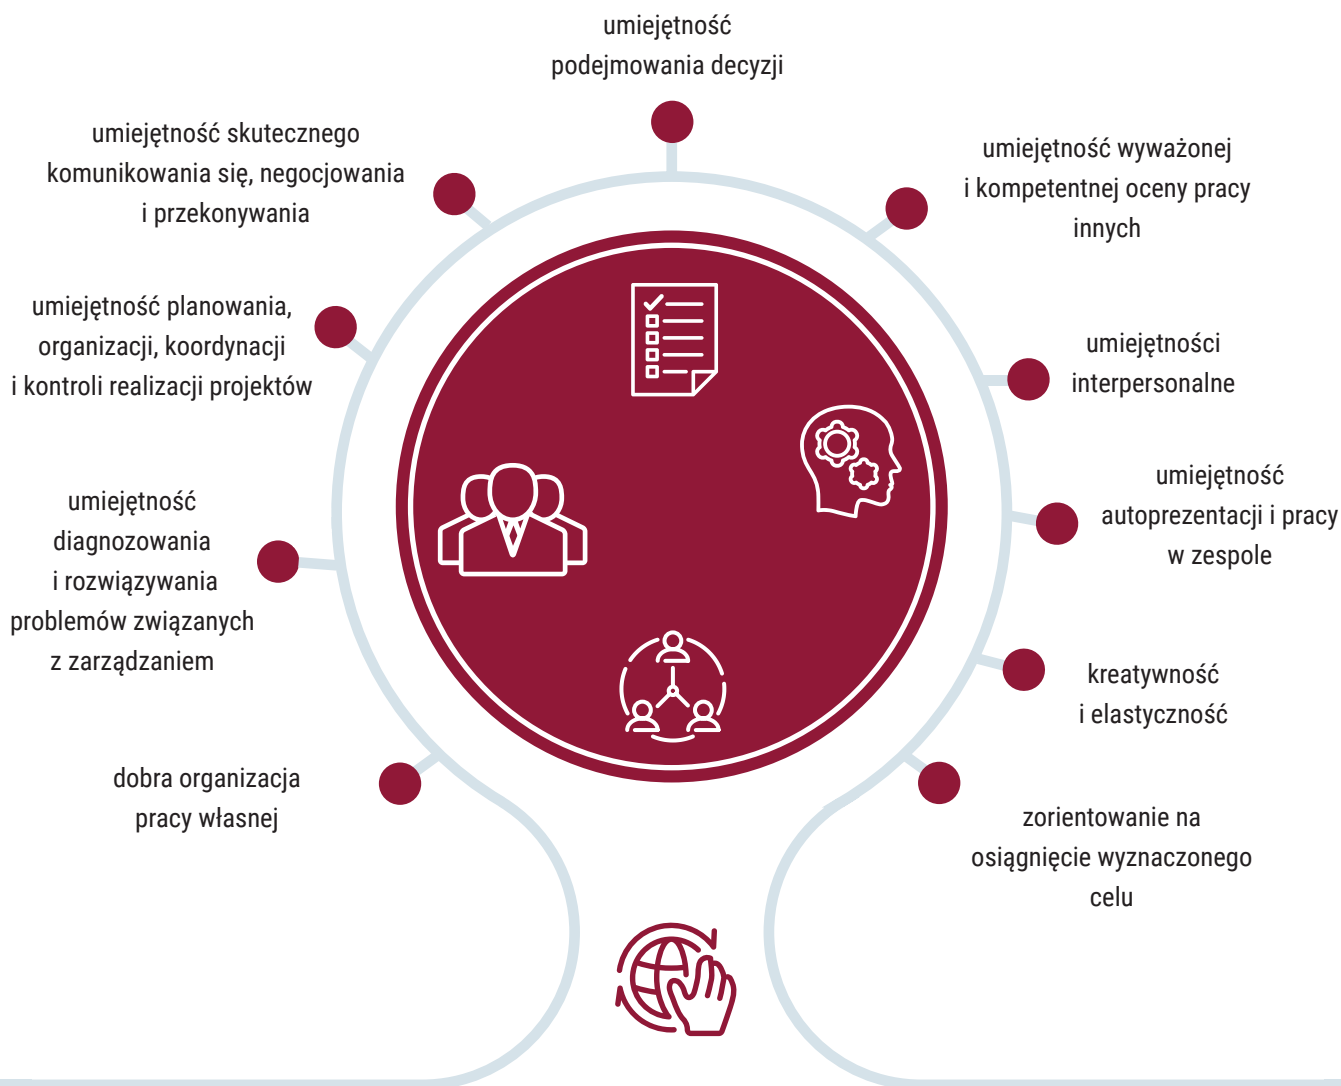 umiejętność
podejmowania decyzji
umiejętność skutecznego
komunikowania się, negocjowania
i przekonywania
umiejętność wyważonej
i kompetentnej oceny pracy
innych
umiejętność planowania,
organizacji, koordynacji
i kontroli realizacji projektów
umiejętności
interpersonalne
umiejętność
diagnozowania
i rozwiązywania
problemów związanych
z zarządzaniem
umiejętność
autoprezentacji i pracy
w zespole
kreatywność
i elastyczność
dobra organizacja
pracy własnej
zorientowanie na
osiągnięcie wyznaczonego
celu